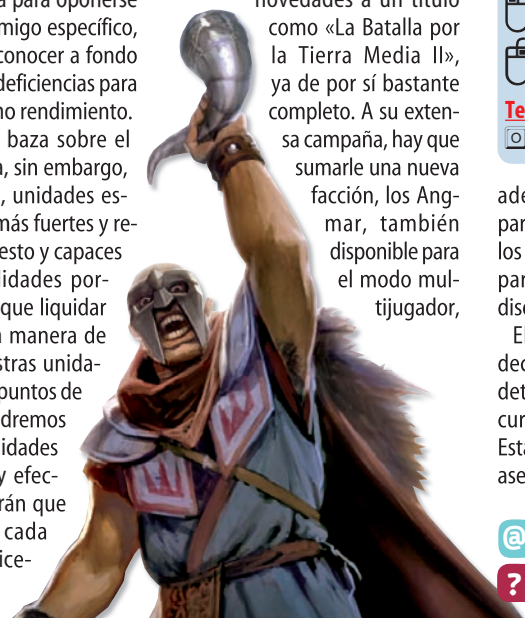 a para oponerse
migo específico,
conocer a fondo
deficiencias para
no rendimiento.
baza sobre el
a, sin embargo,
, unidades es-
más fuertes y re-
esto y capaces
lidades por-
que liquidar
manera de
stras unida-
puntos de
dremos
idades
y efec-
rán que
cada
ice-
novedades a un título
como «La Batalla por
la Tierra Media II»,
ya de por sí bastante
completo. A su exten-
sa campaña, hay que
sumarle una nueva
facción, los Ang-
mar, también
disponible para
el modo mul-
tijugador,
Te
ade
par
los
par
disc
El
dec
det
cur
Esta
ase
@
?